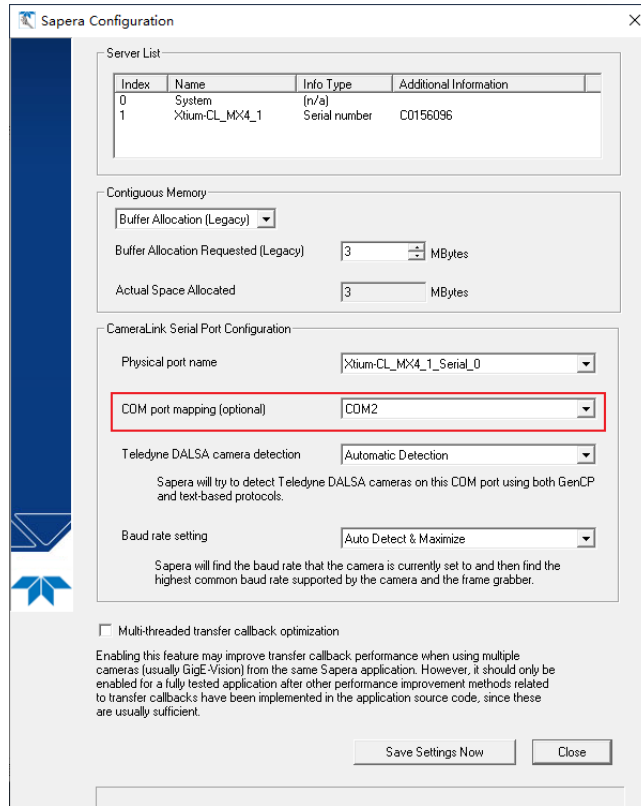 Sapera Configuration
Server List
Index Name Info Type Additional Information
0 System (n/a)
1 Xtium-CL_MX4_1 Serial number C0156096
Contiguous Memory
Buffer Allocation (Legacy)
Buffer Allocation Requested (Legacy) 3 MBytes
Actual Space Allocated 3 MBytes
CameraLink Serial Port Configuration
Physical port name Xtium-CL_MX4_1_Serial_0
COM port mapping (optional) COM2
Teledyne DALSA camera detection Automatic Detection
Sapera will try to detect Teledyne DALSA cameras on this COM port using both GenCP
and text-based protocols.
Baud rate setting Auto Detect & Maximize
Sapera will find the baud rate that the camera is currently set to and then find the
highest common baud rate supported by the camera and the frame grabber.
Multi-threaded transfer callback optimization
Enabling this feature may improve transfer callback performance when using multiple
cameras (usually GigE-Vision) from the same Sapera application. However, it should only be
enabled for a fully tested application after other performance improvement methods related
to transfer callbacks have been implemented in the application source code, since these
are usually sufficient.
Save Settings Now Close